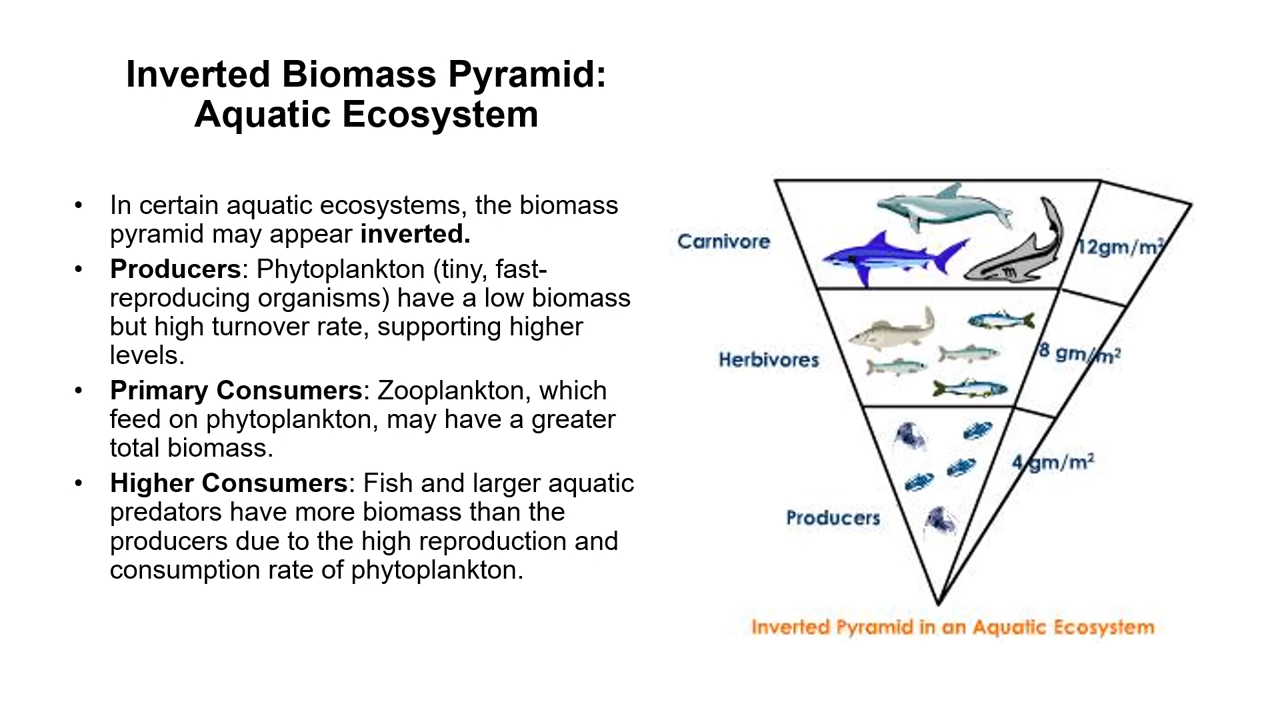 Inverted Biomass Pyramid:
Aquatic Ecosystem
• In certain aquatic ecosystems, the biomass
pyramid may appear inverted.
• Producers: Phytoplankton (tiny, fast-
reproducing organisms) have a low biomass
but high turnover rate, supporting higher
levels.
• Primary Consumers: Zooplankton, which
feed on phytoplankton, may have a greater
total biomass.
• Higher Consumers: Fish and larger aquatic
predators have more biomass than the
producers due to the high reproduction and
consumption rate of phytoplankton.
Carnivore
12gm/m²
Herbivores
8 gm/m²
4 gm/m²
Producers
Inverted Pyramid in an Aquatic Ecosystem